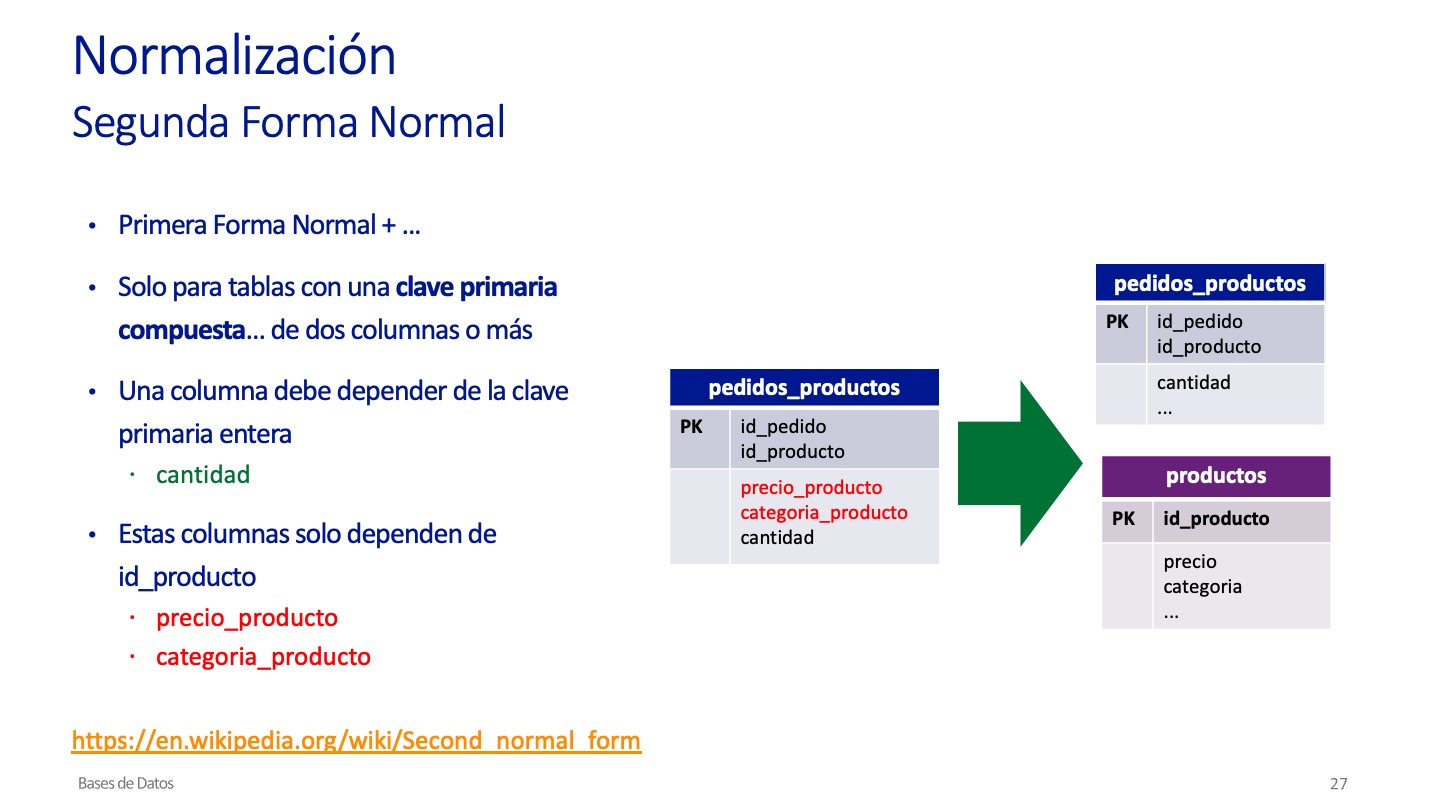 Normalización
Segunda Forma Normal
• Primera Forma Normal + ...
• Solo para tablas con una clave primaria
compuesta... de dos columnas o más
• Una columna debe depender de la clave
primaria entera
· cantidad
• Estas columnas solo dependen de
id_producto
· precio_producto
· categoria_producto
https://en.wikipedia.org/wiki/Second_normal_form
pedidos_productos
PK id_pedido
id_producto
precio_producto
categoria_producto
cantidad
pedidos_productos
PK id_pedido
id_producto
cantidad
...
productos
PK id_producto
precio
categoria
...
Bases de Datos
27